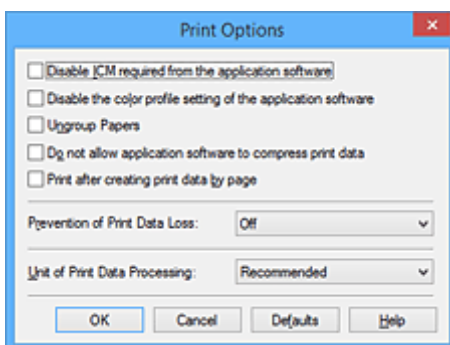 Print Options
Disable ICM required from the application software
Disable the color profile setting of the application software
Ungroup Papers
Do not allow application software to compress print data
Print after creating print data by page
Prevention of Print Data Loss: Off
Unit of Print Data Processing: Recommended
OK Cancel Defaults Help